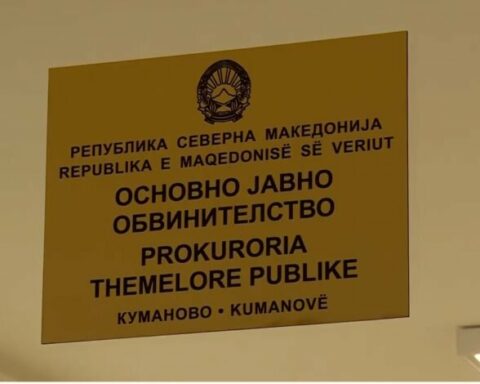 РЕПУБЛИКА СЕВЕРНА МАКЕДОНИЈА
REPUBLIKA E MAQEDONISË SË VERIUT
ОСНОВНО ЈАВНО
ОБВИНИТЕЛСТВО
PROKURORIA
THEMELORE PUBLIKE
КУМАНОВО • KUMANOVË